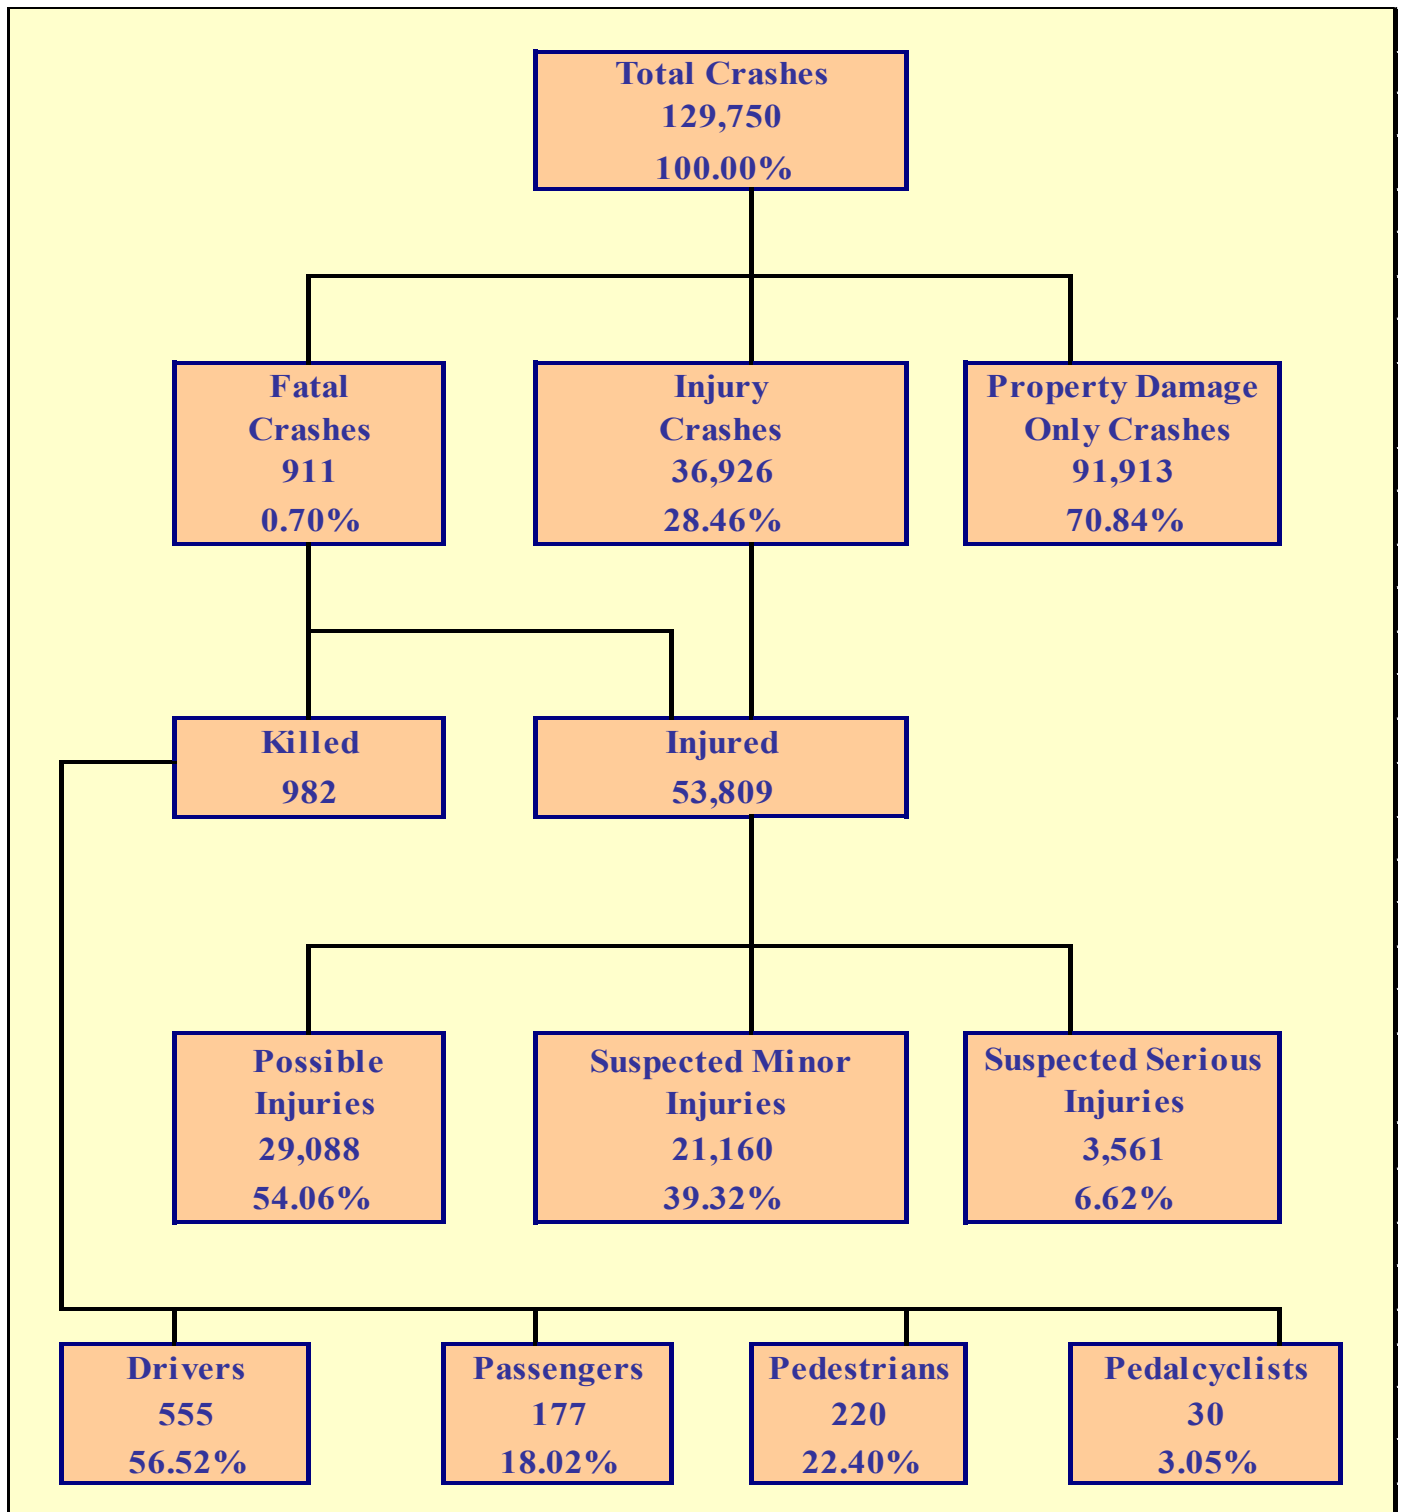 Total Crashes
129,750
100.00%
Fatal
Crashes
911
0.70%
Injury
Crashes
36,926
28.46%
Property Damage
Only Crashes
91,913
70.84%
Killed
982
Injured
53,809
Possible
Injuries
29,088
54.06%
Suspected Minor
Injuries
21,160
39.32%
Suspected Serious
Injuries
3,561
6.62%
Drivers
555
56.52%
Passengers
177
18.02%
Pedestrians
220
22.40%
Pedalcyclists
30
3.05%